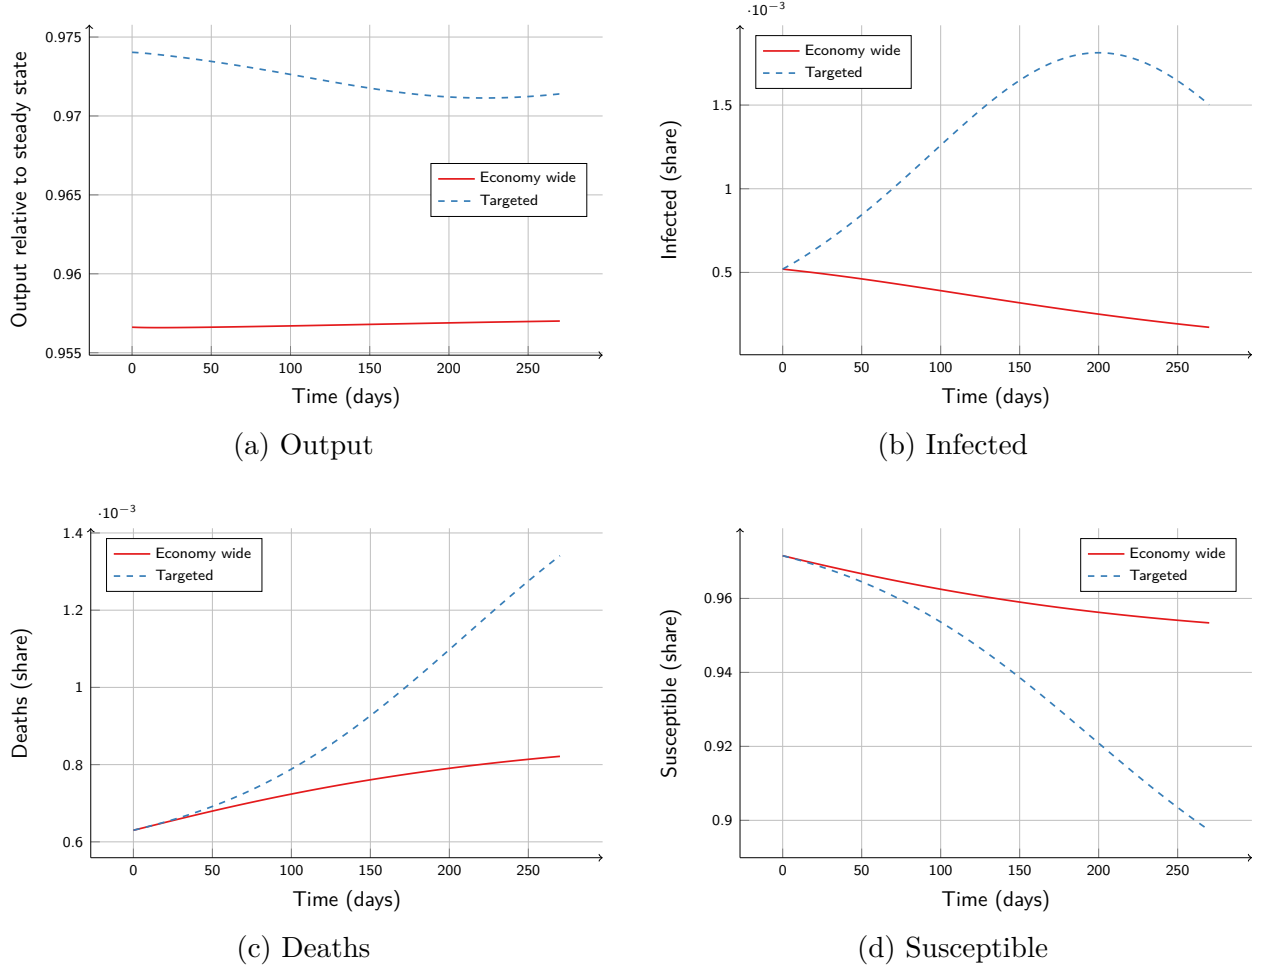 Output relative to steady state
0.975
0.97
0.965
0.96
0.955
Economy wide
Targeted
0 50 100 150 200 250
Time (days)
(a) Output
·10⁻³
Infected (share)
1.5
1
0.5
Economy wide
Targeted
0 50 100 150 200 250
Time (days)
(b) Infected
·10⁻³
Deaths (share)
1.4
1.2
1
0.8
0.6
Economy wide
Targeted
0 50 100 150 200 250
Time (days)
(c) Deaths
Susceptible (share)
0.96
0.94
0.92
0.9
Economy wide
Targeted
0 50 100 150 200 250
Time (days)
(d) Susceptible